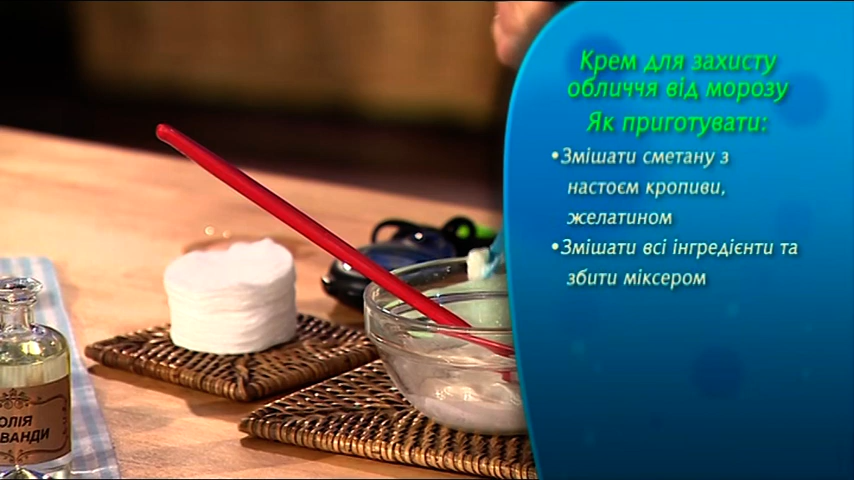 Крем для захисту
обличчя від морозу
Як приготувати:
•Змішати сметану з
настоєм кропиви,
желатином
•Змішати всі інгредієнти та
збити міксером
ОЛІЯ